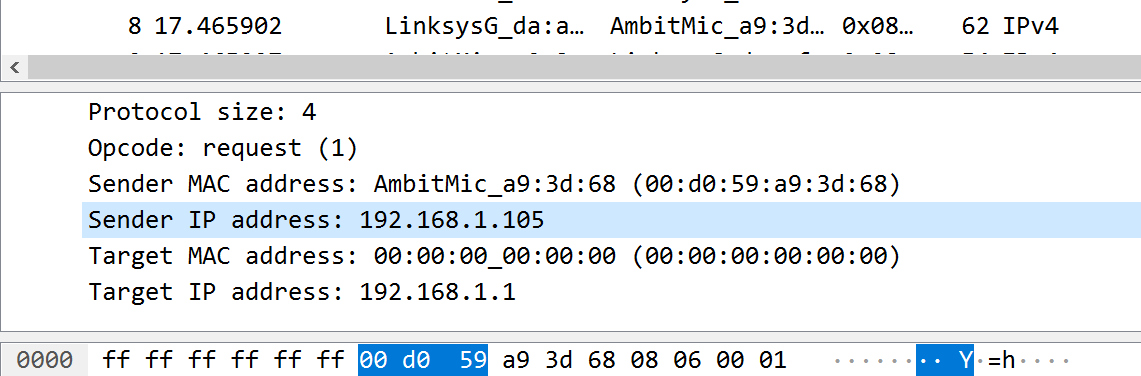 8 17.465902 LinksysG_da:a… AmbitMic_a9:3d… 0x08… 62 IPv4
Protocol size: 4
Opcode: request (1)
Sender MAC address: AmbitMic_a9:3d:68 (00:d0:59:a9:3d:68)
Sender IP address: 192.168.1.105
Target MAC address: 00:00:00_00:00:00 (00:00:00:00:00:00)
Target IP address: 192.168.1.1
0000 ff ff ff ff ff ff 00 d0 59 a9 3d 68 08 06 00 01 ········Y·=h····